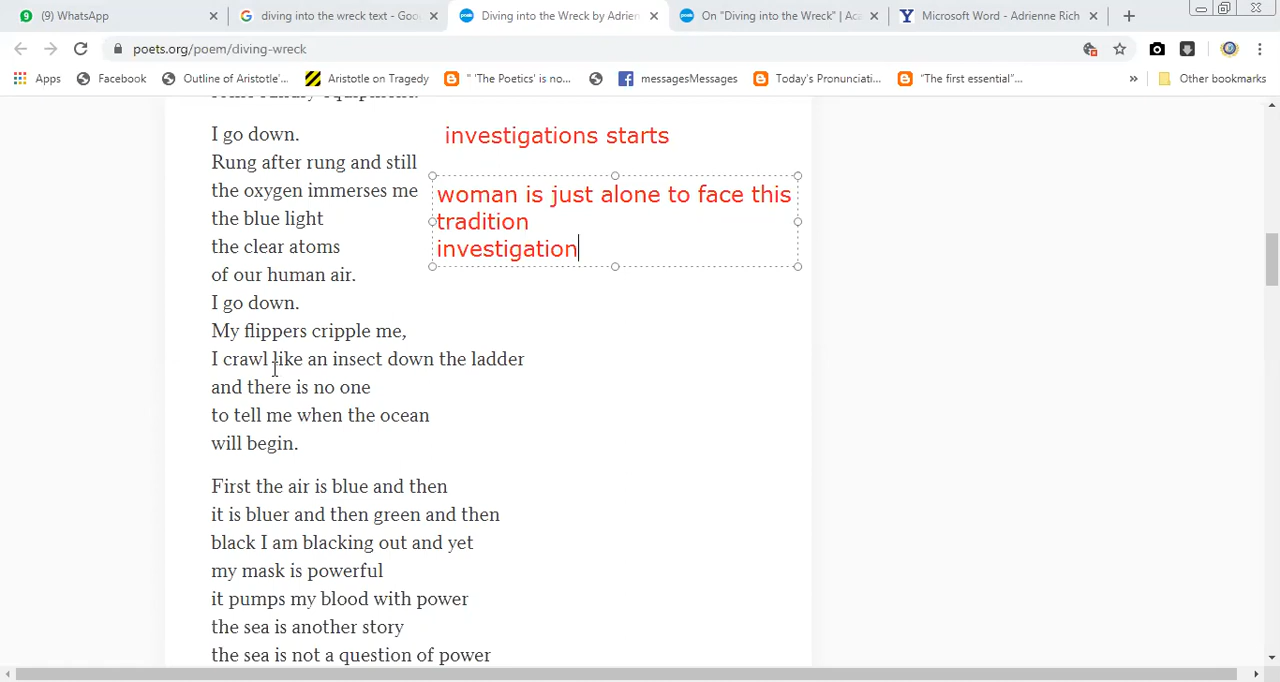 (9) WhatsApp
diving into the wreck text - Goo
Diving into the Wreck by Adrien
On "Diving into the Wreck" | Aca
Microsoft Word - Adrienne Rich
poets.org/poem/diving-wreck
Apps
Facebook
Outline of Aristotle'...
Aristotle on Tragedy
" 'The Poetics' is no...
messagesMessages
Today's Pronunciati...
"The first essential"...
»
Other bookmarks
I go down.
investigations starts
Rung after rung and still
the oxygen immerses me
woman is just alone to face this
the blue light
tradition
the clear atoms
investigation
of our human air.
I go down.
My flippers cripple me,
I crawl like an insect down the ladder
and there is no one
to tell me when the ocean
will begin.
First the air is blue and then
it is bluer and then green and then
black I am blacking out and yet
my mask is powerful
it pumps my blood with power
the sea is another story
the sea is not a question of power